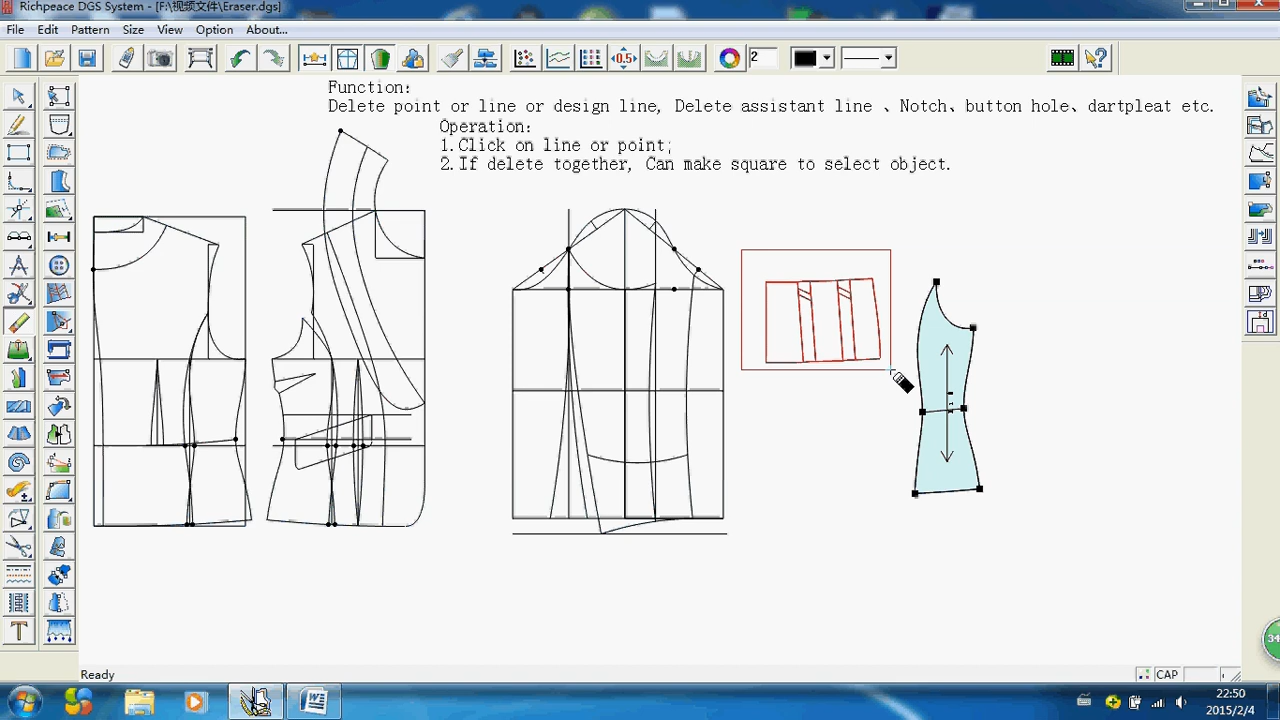 Richpeace DGS System - [F:\视频文件\Eraser.dgs]
File Edit Pattern Size View Option About...
0.5 2
Function:
Delete point or line or design line, Delete assistant line 、Notch、button hole、dartpleat etc.
Operation:
1.Click on line or point;
2.If delete together, Can make square to select object.
T
34
Ready CAP
W
22:50
2015/2/4